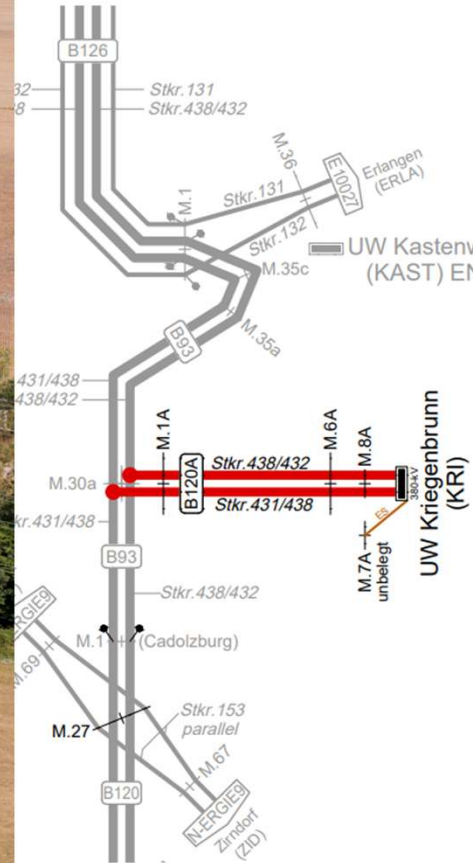 B126
32
8
Stkr.131
Stkr.438/432
M.36
Erlangen
(ERLA)
E10027
Stkr.131
M.1
Stkr.132
UW Kastenw
(KAST) EN
M.35c
M.35a
B93
431/438
438/432
M.1A
M.6A
M.8A
Stkr.438/432
B120A
M.30a
Stkr.431/438
380-kV
UW Kriegenbrunn
(KRI)
ES
M.7A
unbelegt
kr.431/438
B93
Stkr.438/432
ERGIE9
M.1
(Cadolzburg)
M.69
Stkr.153
parallel
M.27
M.67
B120
N-ERGIE9
Zirndorf
(ZID)